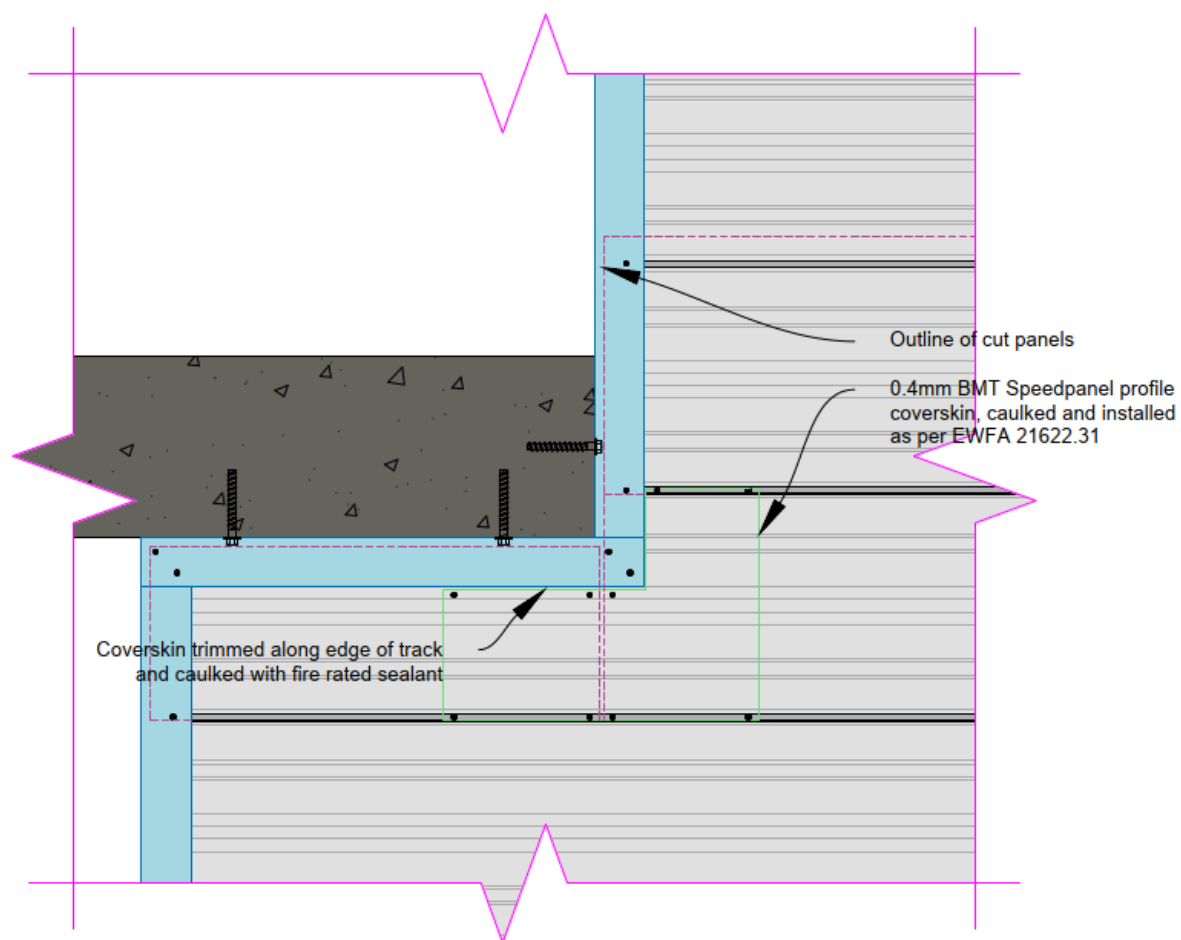 Outline of cut panels
0.4mm BMT Speedpanel profile
coverskin, caulked and installed
as per EWFA 21622.31
Coverskin trimmed along edge of track
and caulked with fire rated sealant